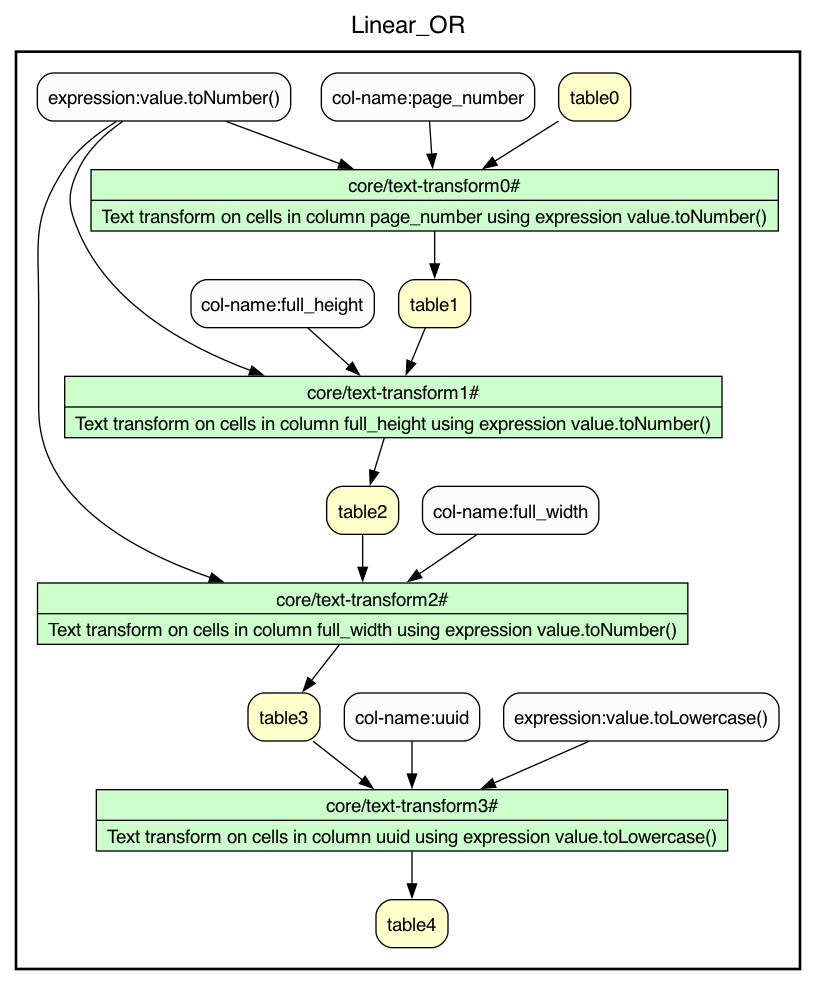 Linear_OR
expression:value.toNumber()
col-name:page_number
table0
core/text-transform0#
Text transform on cells in column page_number using expression value.toNumber()
col-name:full_height
table1
core/text-transform1#
Text transform on cells in column full_height using expression value.toNumber()
table2
col-name:full_width
core/text-transform2#
Text transform on cells in column full_width using expression value.toNumber()
table3
col-name:uuid
expression:value.toLowercase()
core/text-transform3#
Text transform on cells in column uuid using expression value.toLowercase()
table4